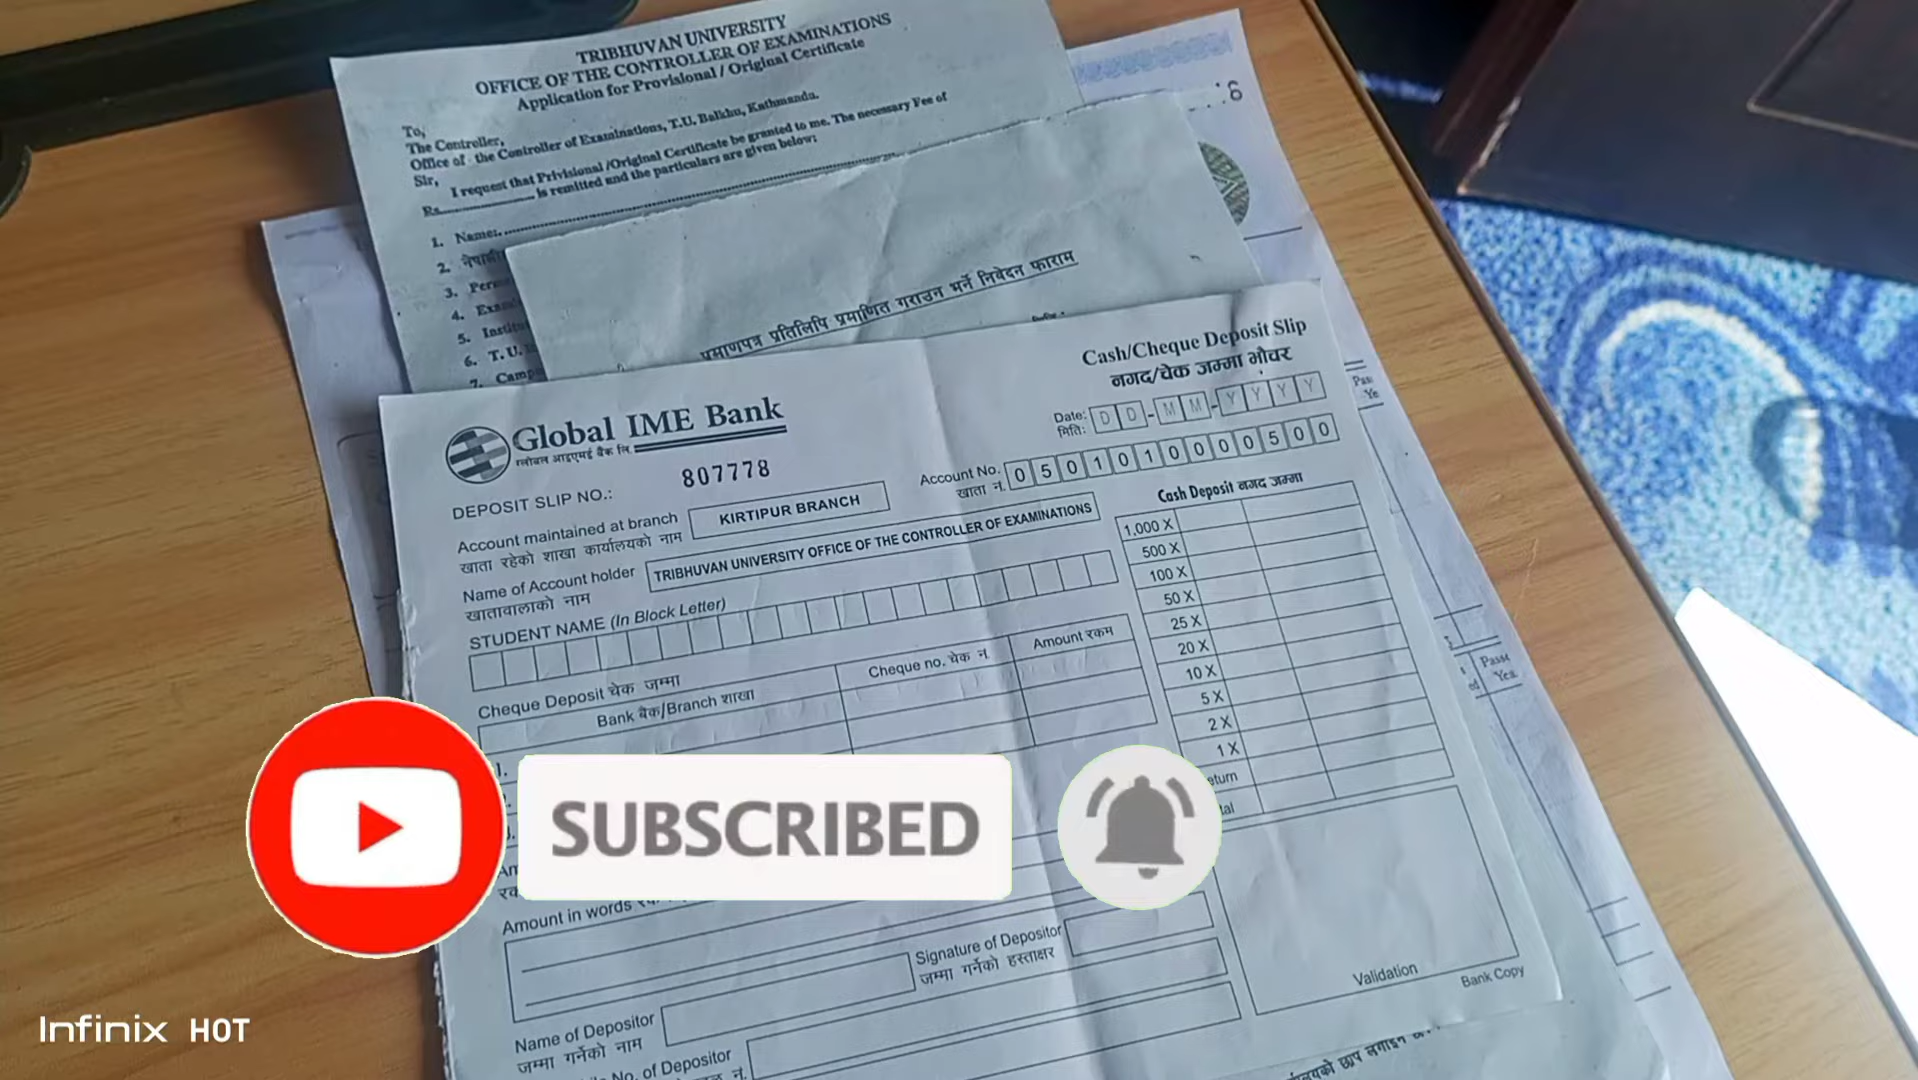 TRIBHUVAN UNIVERSITY
OFFICE OF THE CONTROLLER OF EXAMINATIONS
Application for Provisional / Original Certificate
To,
The Controller,
Office of the Controller of Examinations, T.U. Balkhu, Kathmandu.
Sir,
I request that Privisional /Original Certificate be granted to me. The necessary Fee of
Rs. is remitted and the particulars are given below:
1. Name:
2.
3.
4.
5.
6. T.U.
7.
प्रमाणपत्र प्रतिलिपि प्रमाणित गराउन भर्ने निवेदन फाराम
Global IME Bank
ग्लोबल आइएमई बैंक लि.
Cash/Cheque Deposit Slip
नगद/चेक जम्मा भौचर
Date: D D - M M - Y Y Y Y
मिति:
DEPOSIT SLIP NO.: 807778
Account No. 0 5 0 1 0 1 0 0 0 0 5 0 0
खाता नं.
Account maintained at branch KIRTIPUR BRANCH
खाता रहेको शाखा कार्यालयको नाम
Name of Account holder TRIBHUVAN UNIVERSITY OFFICE OF THE CONTROLLER OF EXAMINATIONS
खातावालाको नाम
STUDENT NAME (In Block Letter)
Cash Deposit नगद जम्मा
1,000 X
500 X
100 X
50 X
25 X
20 X
10 X
5 X
2 X
1 X
Cheque Deposit चेक जम्मा
Bank बैंक/Branch शाखा Cheque no. चेक नं. Amount रकम
SUBSCRIBED
Amount in words
Signature of Depositor
जम्मा गर्नेको हस्ताक्षर
Name of Depositor
जम्मा गर्नेको नाम
No. of Depositor
Validation
Bank Copy
Infinix HOT